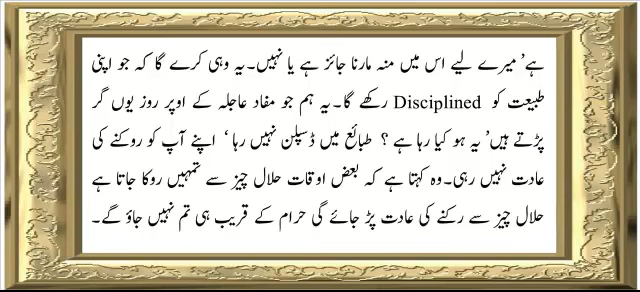 ہے‘ میرے لیے اس میں منہ مارنا جائز ہے یا نہیں۔یہ وہی کرے گا کہ جو اپنی
طبیعت کو Disciplined رکھے گا۔یہ ہم جو مفاد عاجلہ کے اوپر روز یوں گر
پڑتے ہیں‘ یہ ہو کیا رہا ہے ؟ طبائع میں ڈسپلن نہیں رہا ‘ اپنے آپ کو روکنے کی
عادت نہیں رہی۔وہ کہتا ہے کہ بعض اوقات حلال چیز سے تمہیں روکا جاتا ہے
حلال چیز سے رکنے کی عادت پڑ جائے گی حرام کے قریب ہی تم نہیں جاؤ گے۔